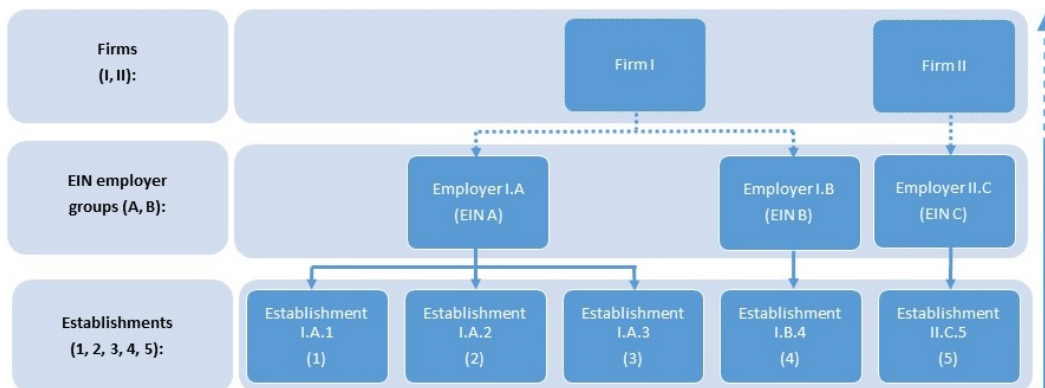 Firms
(I, II):
Firm I
Firm II
EIN employer
groups (A, B):
Employer I.A
(EIN A)
Employer I.B
(EIN B)
Employer II.C
(EIN C)
Establishments
(1, 2, 3, 4, 5):
Establishment
I.A.1
(1)
Establishment
I.A.2
(2)
Establishment
I.A.3
(3)
Establishment
I.B.4
(4)
Establishment
II.C.5
(5)